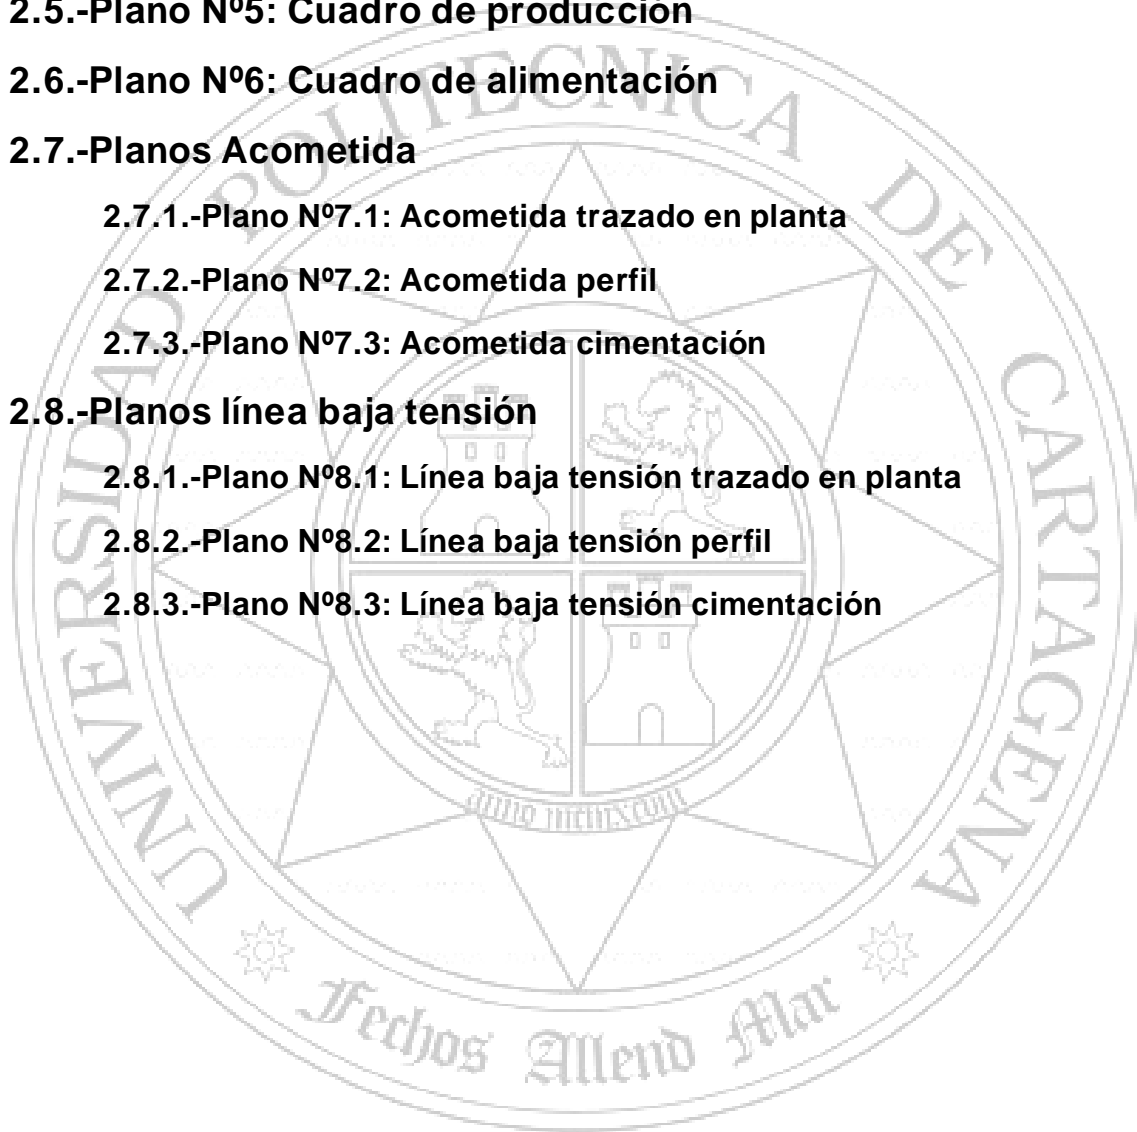 2.5.-Plano Nº5: Cuadro de producción
2.6.-Plano Nº6: Cuadro de alimentación
2.7.-Planos Acometida
2.7.1.-Plano Nº7.1: Acometida trazado en planta
2.7.2.-Plano Nº7.2: Acometida perfil
2.7.3.-Plano Nº7.3: Acometida cimentación
2.8.-Planos línea baja tensión
2.8.1.-Plano Nº8.1: Línea baja tensión trazado en planta
2.8.2.-Plano Nº8.2: Línea baja tensión perfil
2.8.3.-Plano Nº8.3: Línea baja tensión cimentación
UNIVERSIDAD POLITECNICA DE CARTAGENA
anno
Fechos Allend Mar